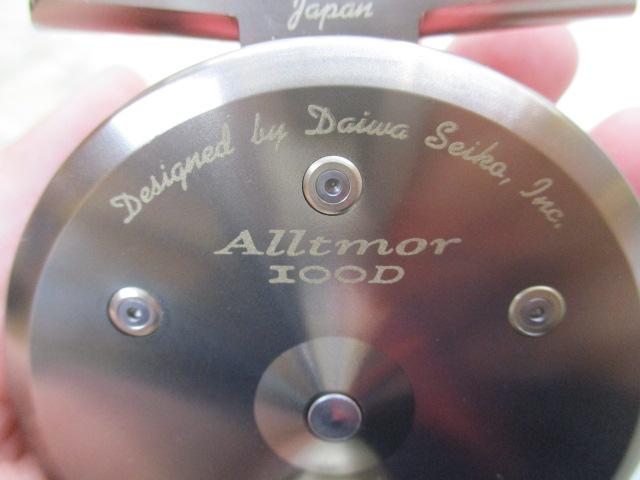 Japan
Designed by Daiwa Seiko, Inc.
Alltmor
100D